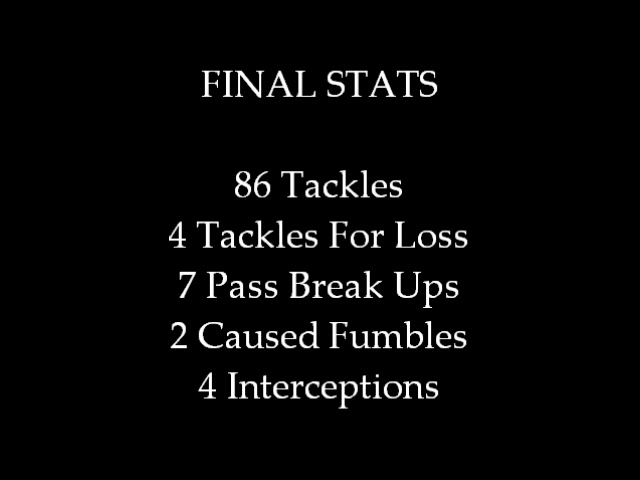 FINAL STATS
86 Tackles
4 Tackles For Loss
7 Pass Break Ups
2 Caused Fumbles
4 Interceptions